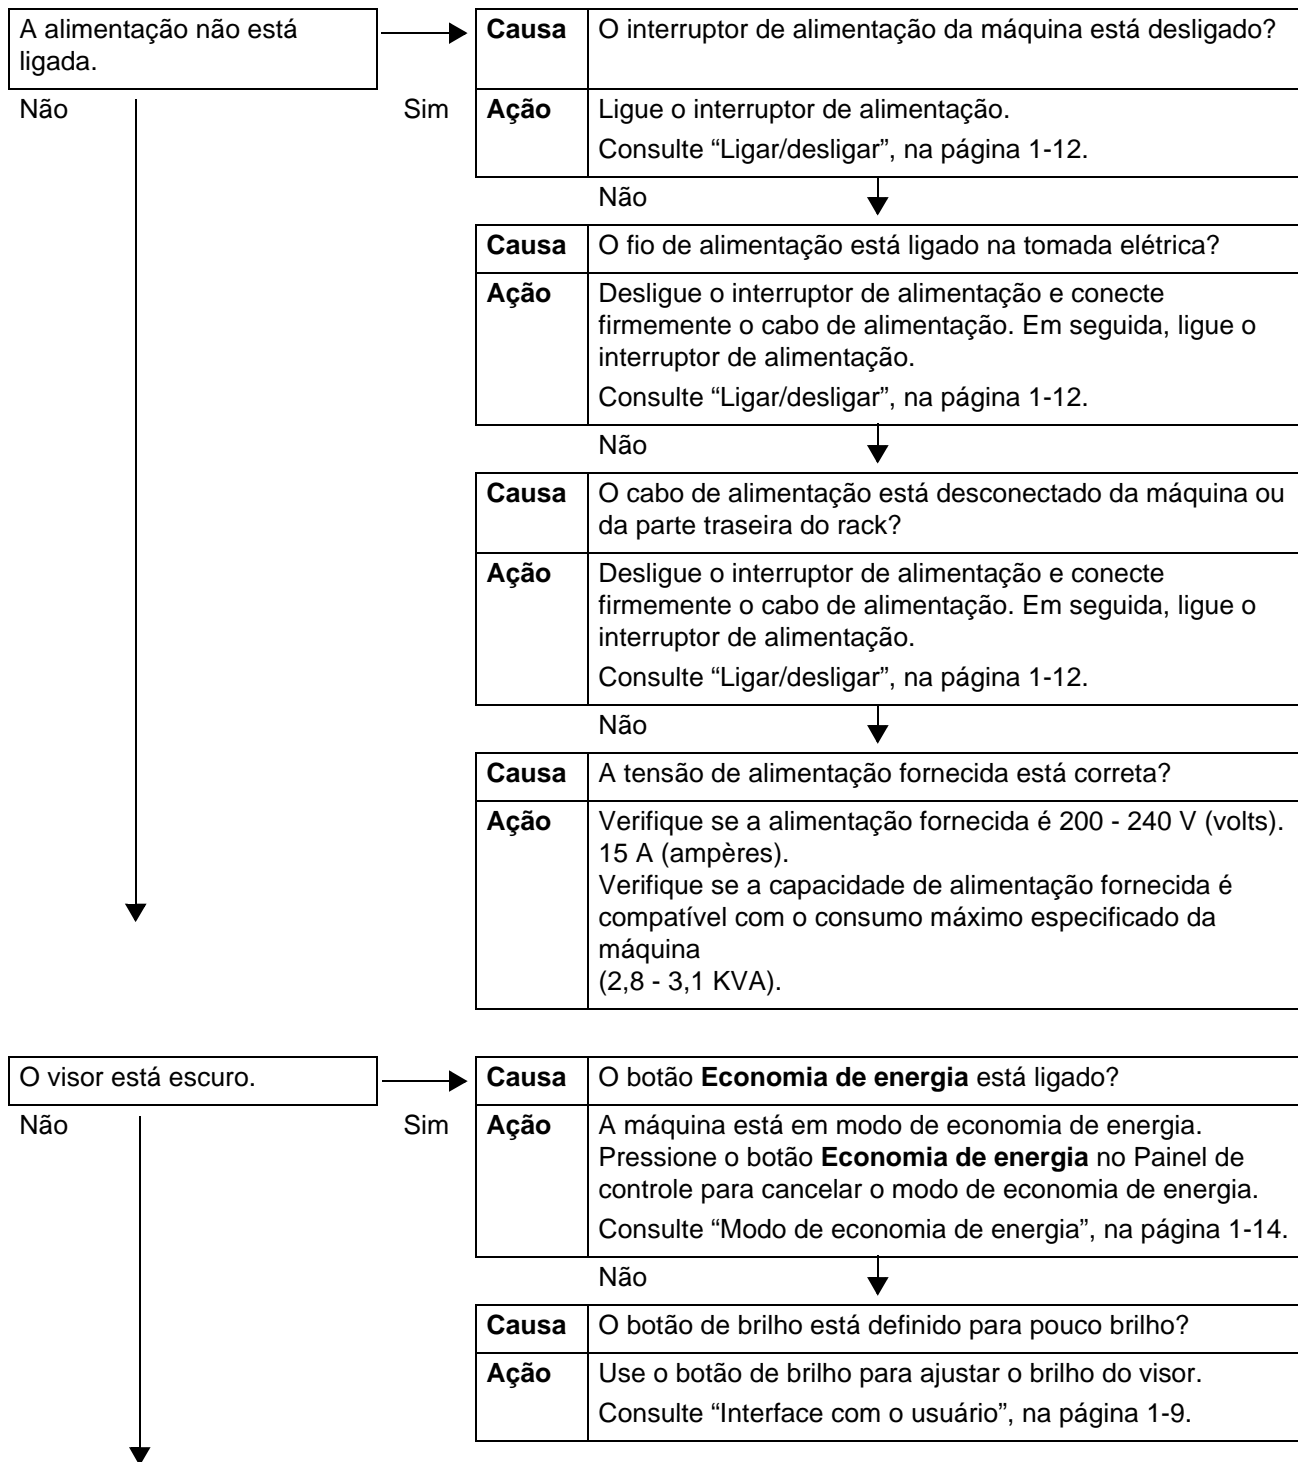 A alimentação não está
ligada.
Causa O interruptor de alimentação da máquina está desligado?
Não Sim Ação Ligue o interruptor de alimentação.
Consulte “Ligar/desligar”, na página 1-12.
Não
Causa O fio de alimentação está ligado na tomada elétrica?
Ação Desligue o interruptor de alimentação e conecte
firmemente o cabo de alimentação. Em seguida, ligue o
interruptor de alimentação.
Consulte “Ligar/desligar”, na página 1-12.
Não
Causa O cabo de alimentação está desconectado da máquina ou
da parte traseira do rack?
Ação Desligue o interruptor de alimentação e conecte
firmemente o cabo de alimentação. Em seguida, ligue o
interruptor de alimentação.
Consulte “Ligar/desligar”, na página 1-12.
Não
Causa A tensão de alimentação fornecida está correta?
Ação Verifique se a alimentação fornecida é 200 - 240 V (volts).
15 A (ampères).
Verifique se a capacidade de alimentação fornecida é
compatível com o consumo máximo especificado da
máquina
(2,8 - 3,1 KVA).
O visor está escuro.
Causa O botão Economia de energia está ligado?
Não Sim Ação A máquina está em modo de economia de energia.
Pressione o botão Economia de energia no Painel de
controle para cancelar o modo de economia de energia.
Consulte “Modo de economia de energia”, na página 1-14.
Não
Causa O botão de brilho está definido para pouco brilho?
Ação Use o botão de brilho para ajustar o brilho do visor.
Consulte “Interface com o usuário”, na página 1-9.